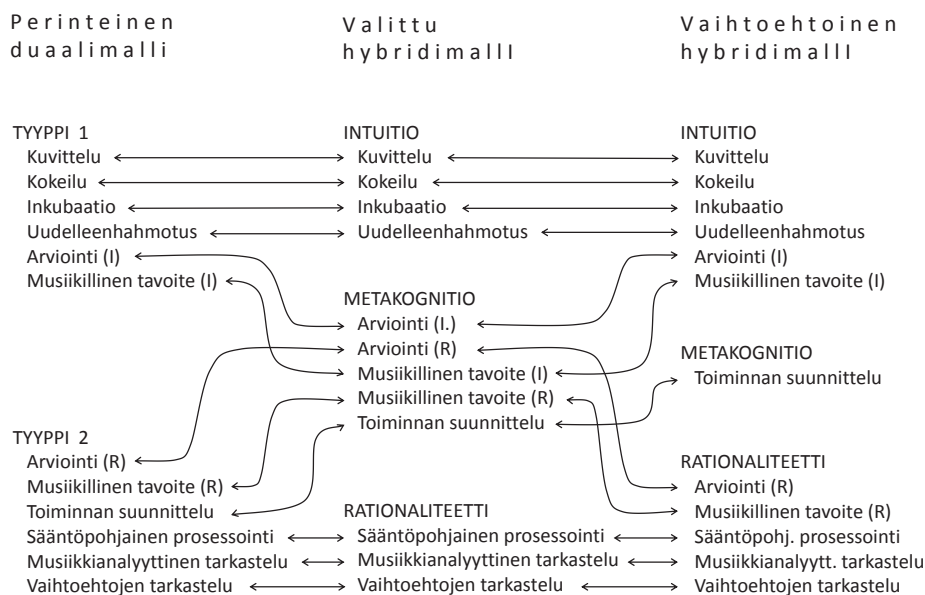 Perinteinen
duaalimalli
TYYPPI 1
Kuvittelu
Kokeilu
Inkubaatio
Uudelleenhahmotus
Arviointi (I)
Musiikillinen tavoite (I)
TYYPPI 2
Arviointi (R)
Musiikillinen tavoite (R)
Toiminnan suunnittelu
Sääntöpohjainen prosessointi
Musiikkianalyyttinen tarkastelu
Vaihtoehtojen tarkastelu
Valittu
hybridimallI
INTUITIO
Kuvittelu
Kokeilu
Inkubaatio
Uudelleenhahmotus
METAKOGNITIO
Arviointi (I.)
Arviointi (R)
Musiikillinen tavoite (I)
Musiikillinen tavoite (R)
Toiminnan suunnittelu
RATIONALITEETTI
Sääntöpohjainen prosessointi
Musiikkianalyyttinen tarkastelu
Vaihtoehtojen tarkastelu
Vaihtoehtoinen
hybridimallI
INTUITIO
Kuvittelu
Kokeilu
Inkubaatio
Uudelleenhahmotus
Arviointi (I)
Musiikillinen tavoite (I)
METAKOGNITIO
Toiminnan suunnittelu
RATIONALITEETTI
Arviointi (R)
Musiikillinen tavoite (R)
Sääntöpohj. prosessointi
Musiikkianalyytt. tarkastelu
Vaihtoehtojen tarkastelu